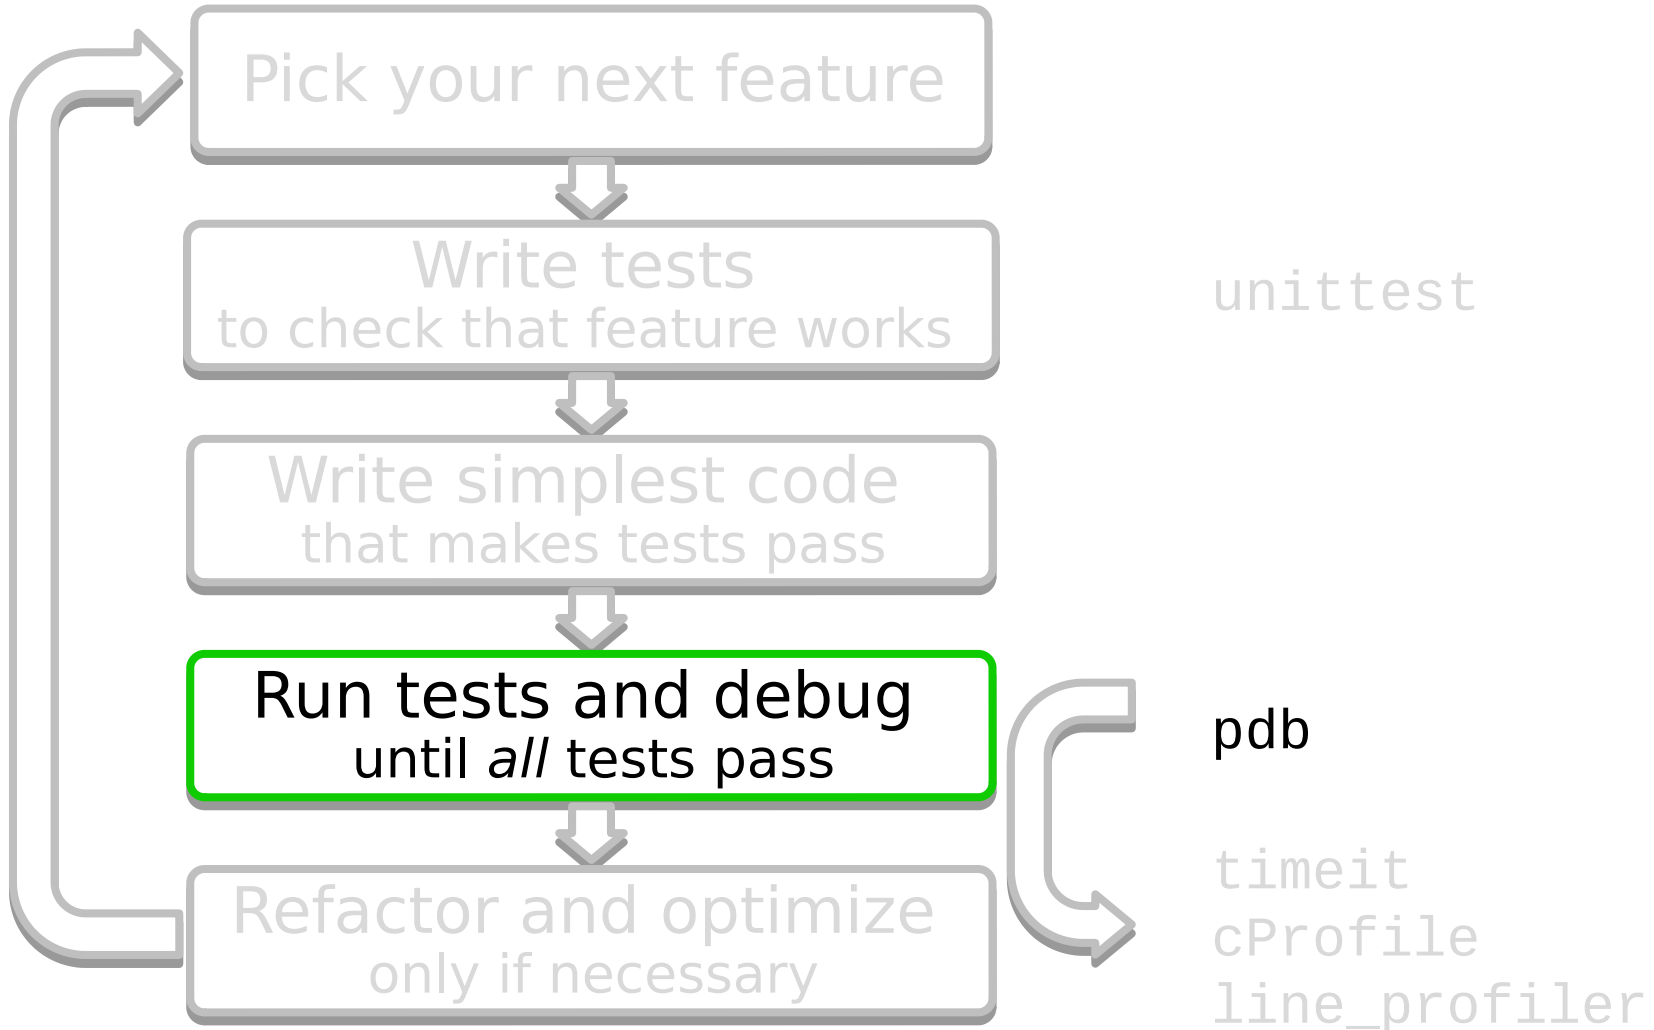 Pick your next feature
Write tests
to check that feature works
unittest
Write simplest code
that makes tests pass
Run tests and debug
until all tests pass
pdb
Refactor and optimize
only if necessary
timeit
cProfile
line_profiler